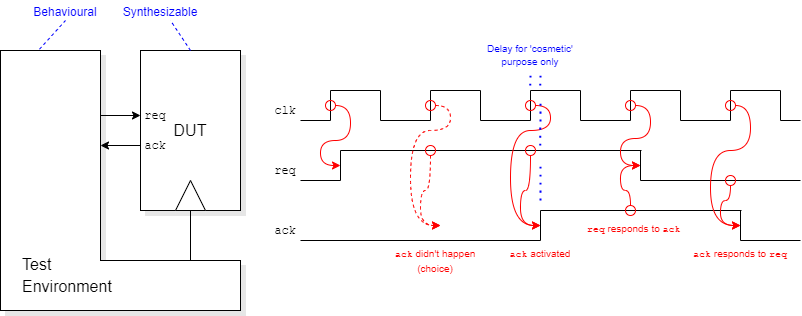 Behavioural
Synthesizable
req
DUT
ack
Test
Environment
Delay for 'cosmetic'
purpose only
clk
req
ack
req responds to ack
ack didn't happen
(choice)
ack activated
ack responds to req